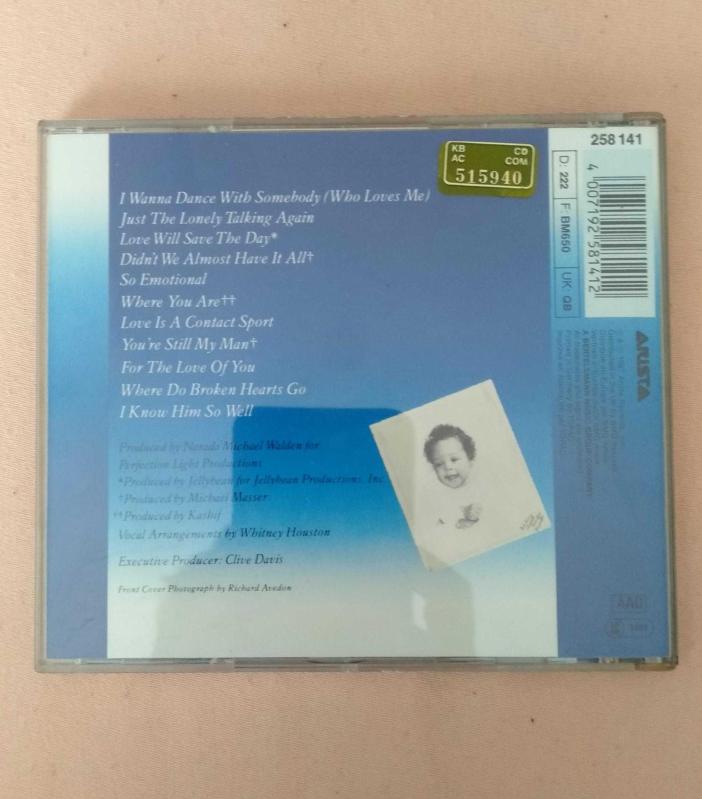 KB CD
AC COM
515940
258 141
I Wanna Dance With Somebody (Who Loves Me)
Just The Lonely Talking Again
Love Will Save The Day*
Didn't We Almost Have It All†
So Emotional
Where You Are††
Love Is A Contact Sport
You're Still My Man†
For The Love Of You
Where Do Broken Hearts Go
I Know Him So Well
Produced by Narada Michael Walden for
Perfection Light Productions
*Produced by Jellybean for Jellybean Productions, Inc.
†Produced by Michael Masser
††Produced by Kashif
Vocal Arrangements by Whitney Houston
Executive Producer: Clive Davis
Front Cover Photograph by Richard Avedon
D: 222 F: BM650 UK: QB
4 007192 581412
ARISTA
AAD